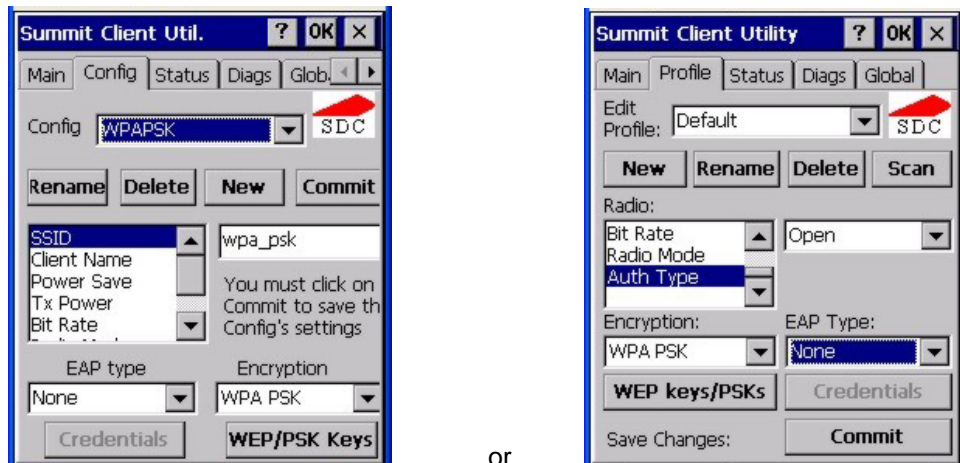 Summit Client Util. ? OK ×
Main Config Status Diags Glob
Config WPAPSK SDC
Rename Delete New Commit
SSID
Client Name
Power Save
Tx Power
Bit Rate
wpa_psk
You must click on
Commit to save th
Config's settings
EAP type Encryption
None WPA PSK
Credentials WEP/PSK Keys
or
Summit Client Utility ? OK ×
Main Profile Status Diags Global
Edit
Profile: Default SDC
New Rename Delete Scan
Radio:
Bit Rate
Radio Mode
Auth Type
Open
Encryption: EAP Type:
WPA PSK None
WEP keys/PSKs Credentials
Save Changes: Commit